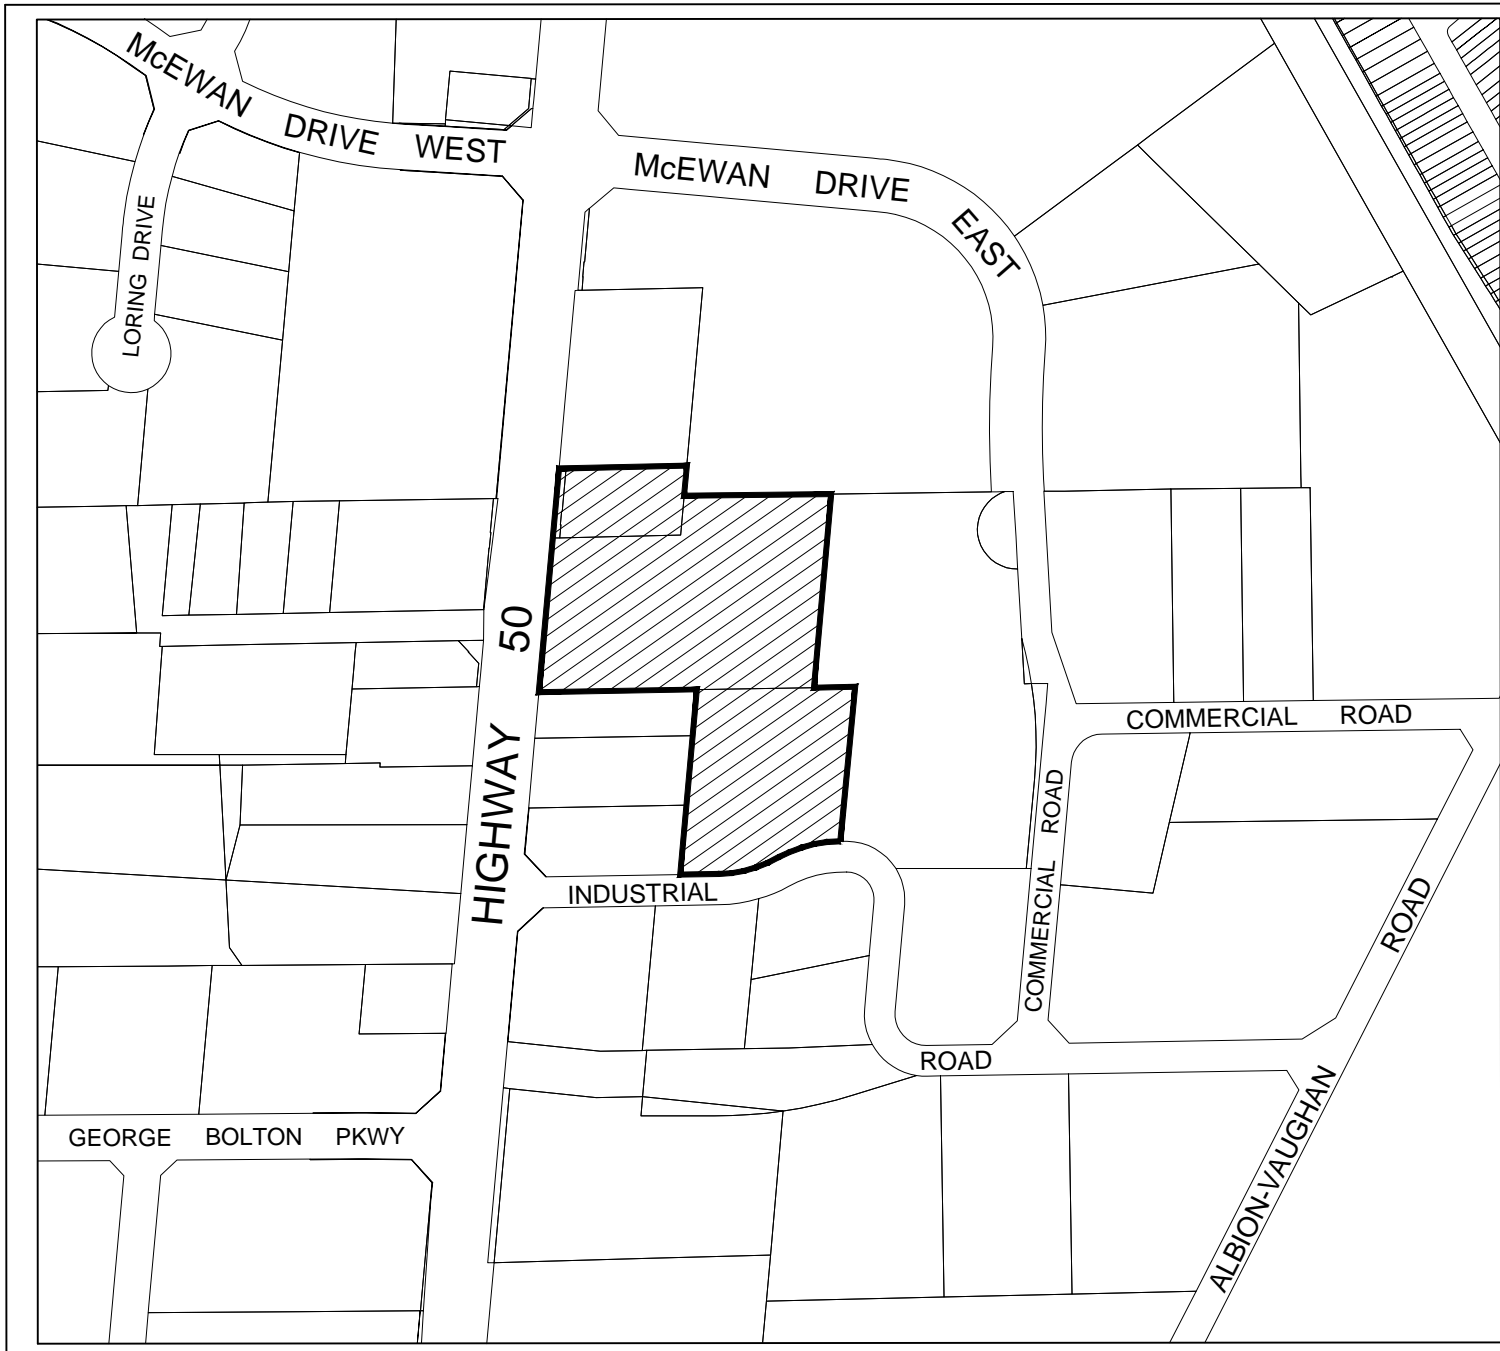 McEWAN DRIVE WEST
McEWAN DRIVE EAST
LORING DRIVE
HIGHWAY 50
COMMERCIAL ROAD
COMMERCIAL ROAD
INDUSTRIAL ROAD
ALBION-VAUGHAN ROAD
GEORGE BOLTON PKWY